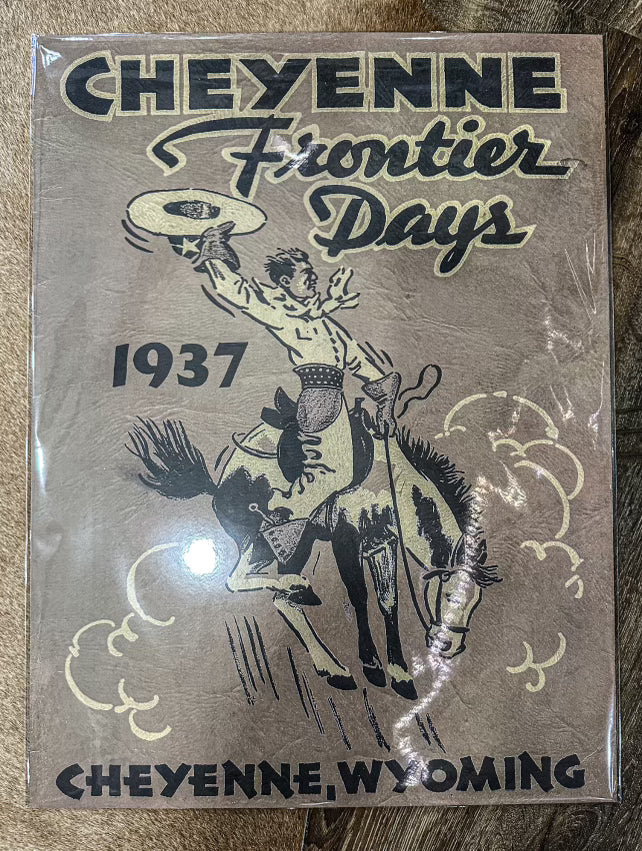 CHEYENNE
Frontier
Days
1937
CHEYENNE, WYOMING